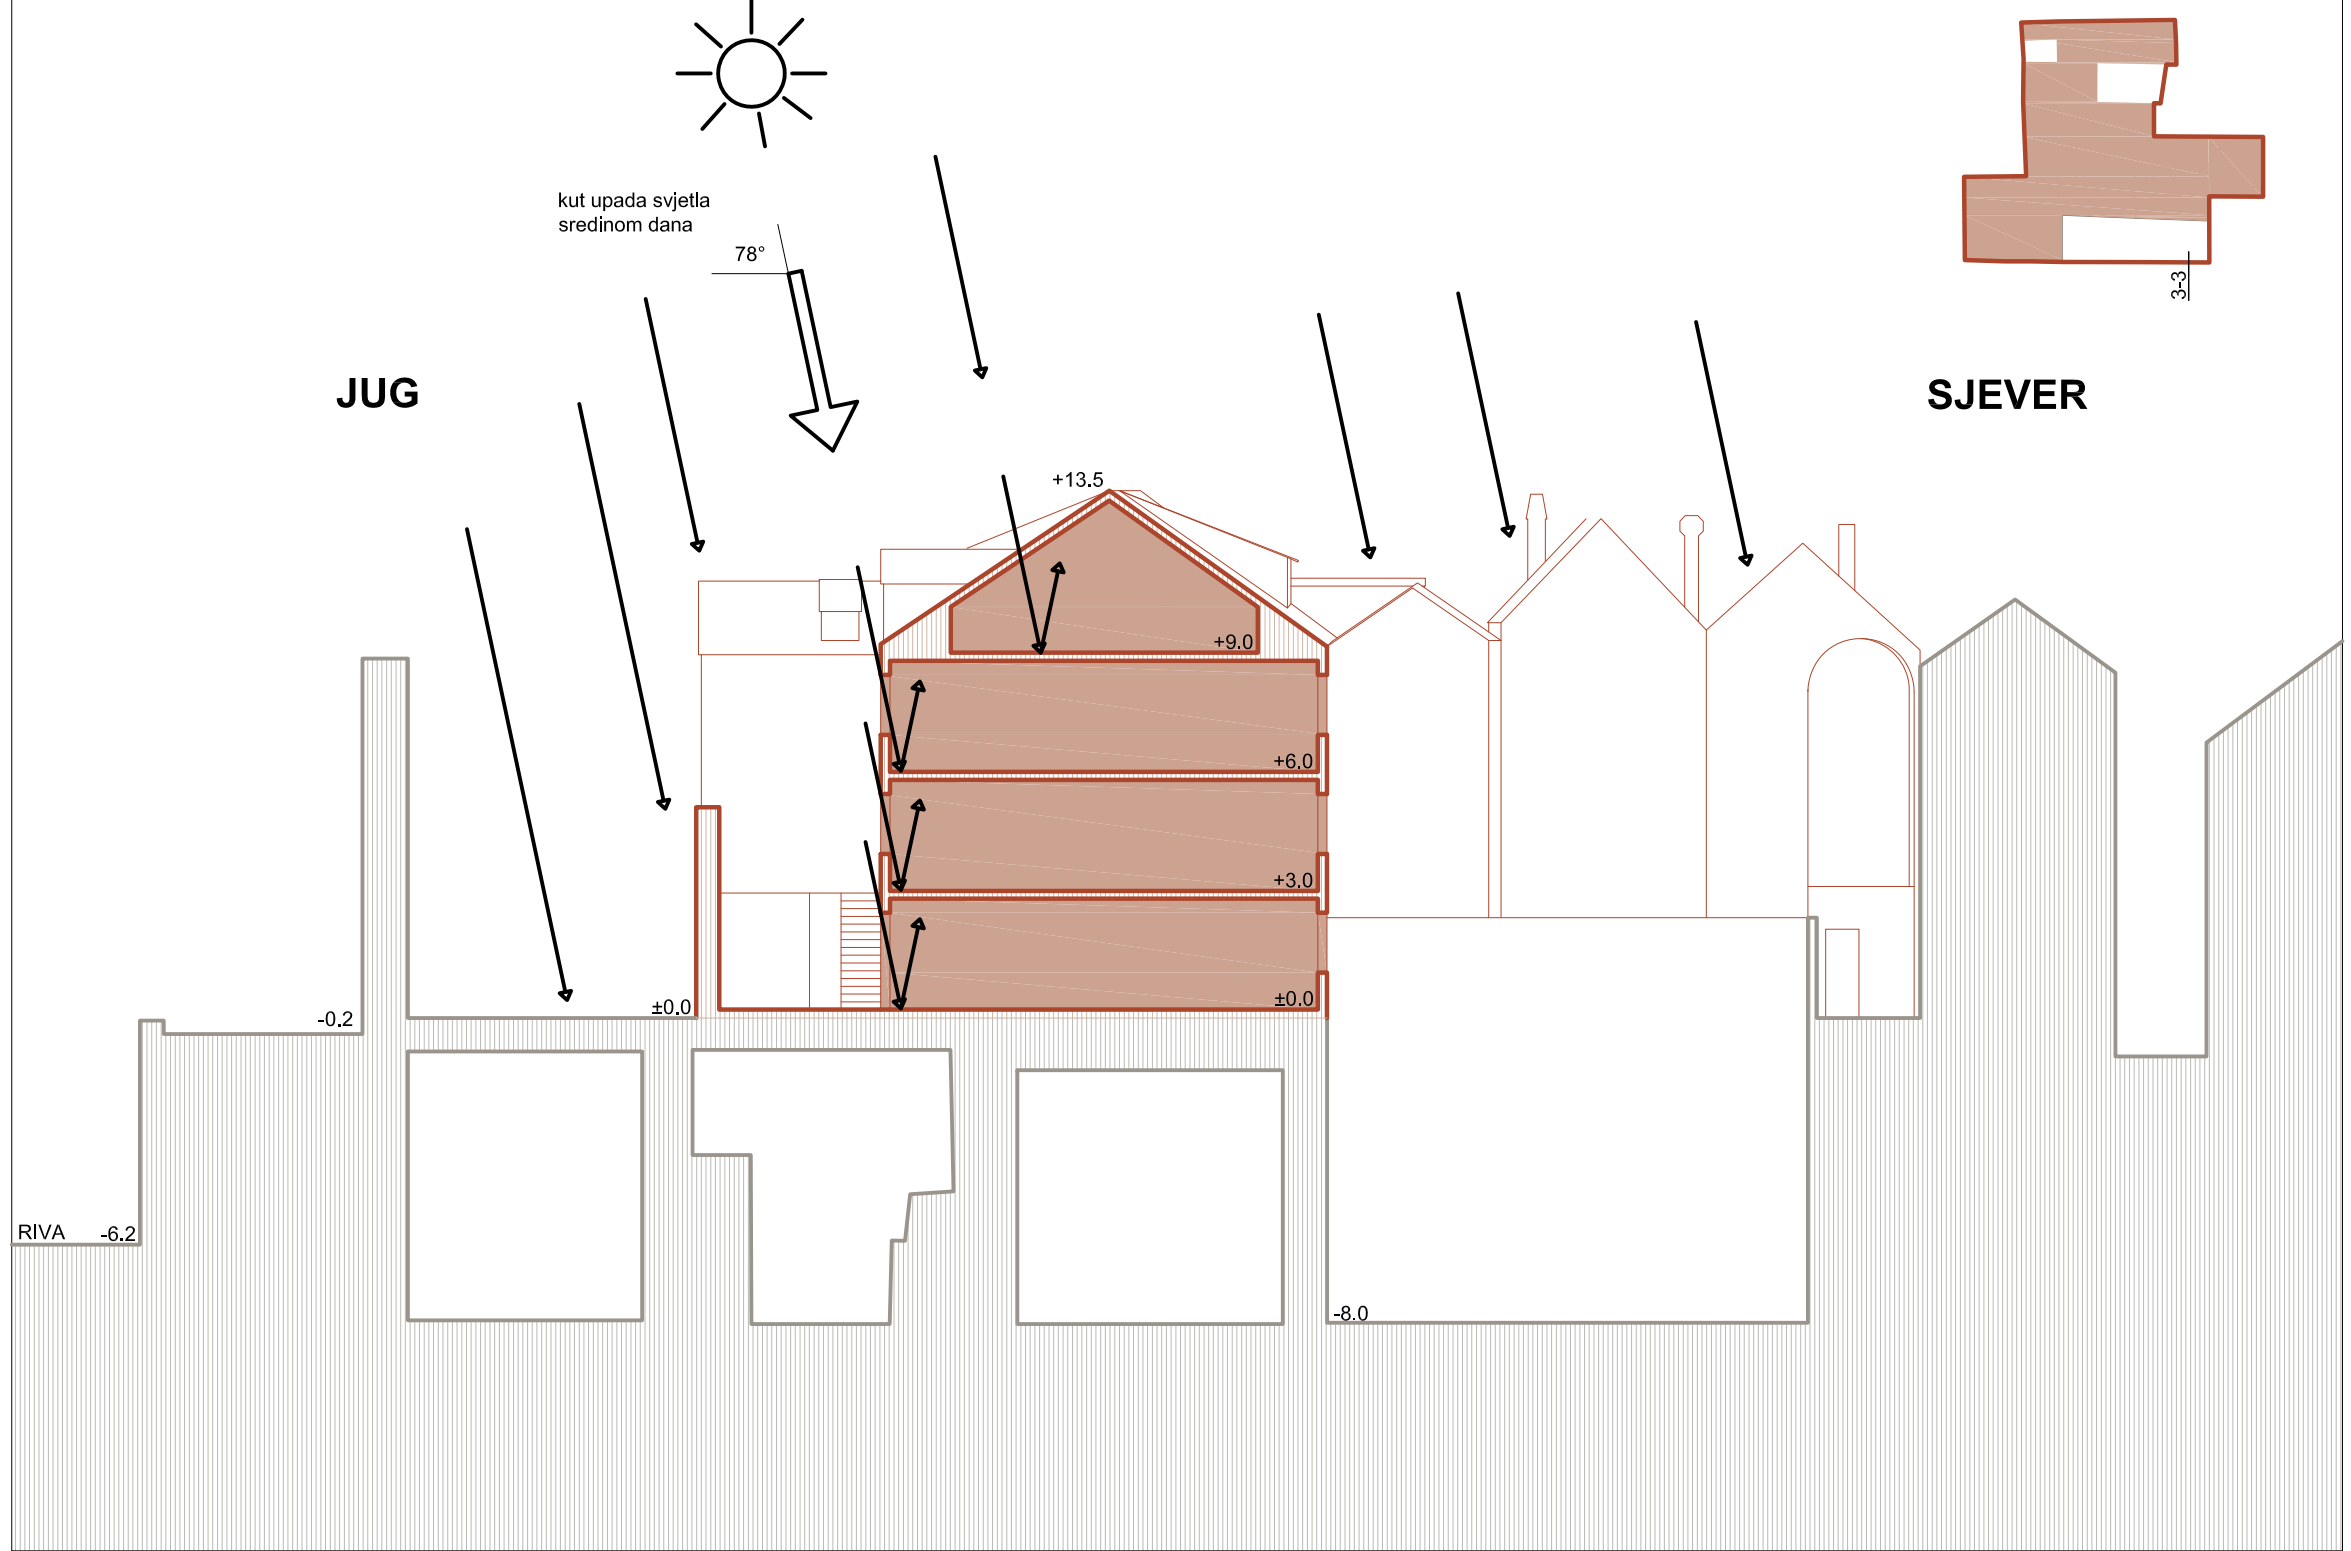 kut upada svjetla
sredinom dana
78°
3-3
JUG
SJEVER
+13.5
+9.0
+6.0
+3.0
±0.0
±0.0
-0.2
RIVA -6.2
-8.0